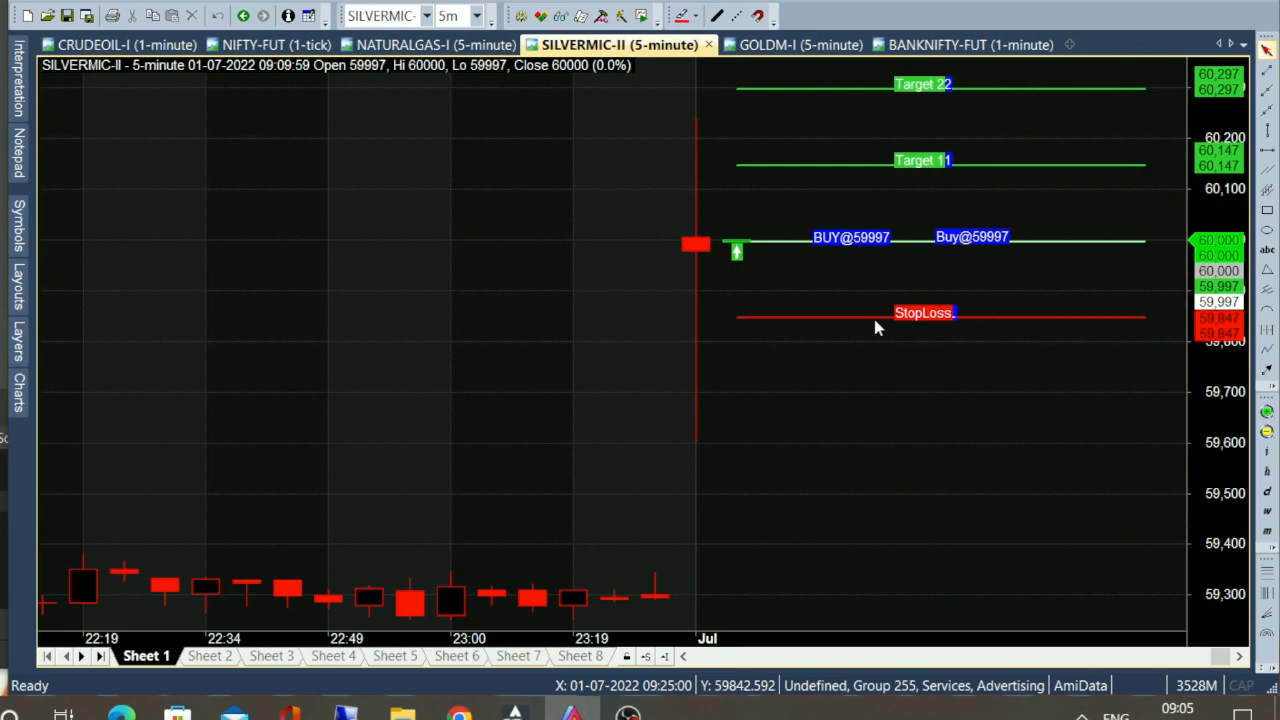 SILVERMIC- 5m
CRUDEOIL-I (1-minute) NIFTY-FUT (1-tick) NATURALGAS-I (5-minute) SILVERMIC-II (5-minute) GOLDM-I (5-minute) BANKNIFTY-FUT (1-minute)
SILVERMIC-II - 5-minute 01-07-2022 09:09:59 Open 59997, Hi 60000, Lo 59997, Close 60000 (0.0%)
Interpretation
Notepad
Symbols
Layouts
Layers
Charts
Target 22
Target 11
BUY@59997 Buy@59997
StopLoss
60,297
60,297
60,200
60,147
60,147
60,100
60,000
60,000
60,000
59,997
59,997
59,847
59,847
59,800
59,700
59,600
59,500
59,400
59,300
abc
i
h
d
w
m
22:19 22:34 22:49 23:00 23:19 Jul
Sheet 1 Sheet 2 Sheet 3 Sheet 4 Sheet 5 Sheet 6 Sheet 7 Sheet 8
Ready X: 01-07-2022 09:25:00 Y: 59842.592 Undefined, Group 255, Services, Advertising AmiData 3528M CAP
ENG 09:05